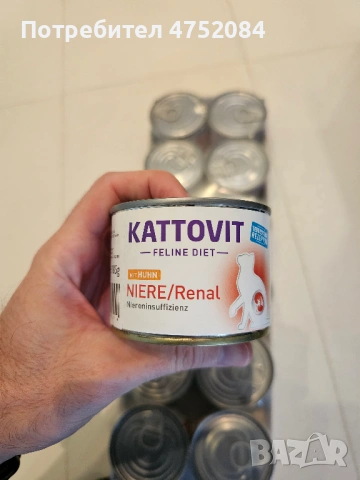 Потребител 4752084
KATTOVIT
FELINE DIET
MIT HUHN
NIERE/Renal
Niereninsuffizienz
BAZAR